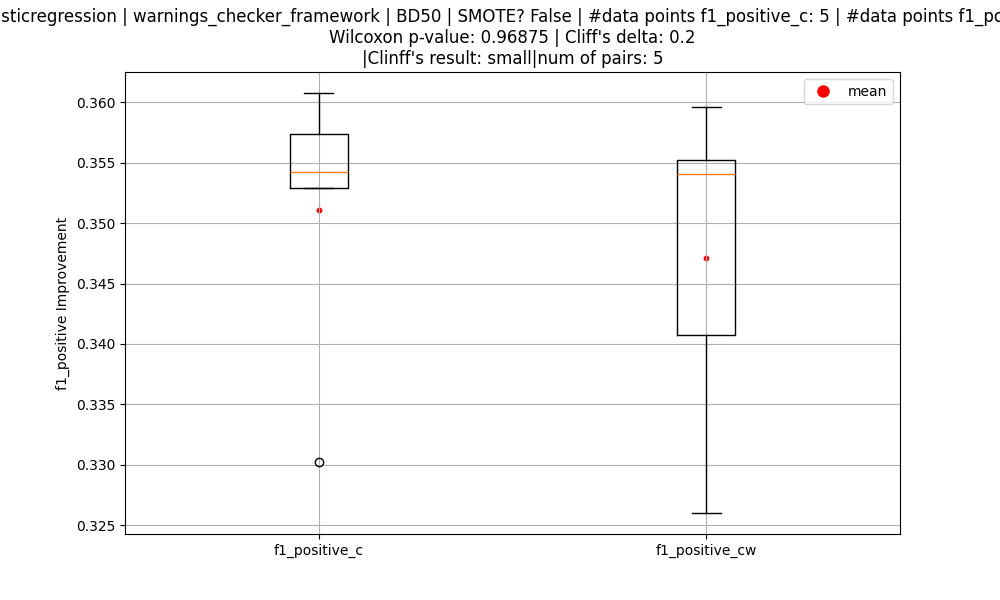 sticregression | warnings_checker_framework | BD50 | SMOTE? False | #data points f1_positive_c: 5 | #data points f1_po
Wilcoxon p-value: 0.96875 | Cliff's delta: 0.2
|Clinff's result: small|num of pairs: 5
mean
0.360
0.355
0.350
0.345
0.340
0.335
0.330
0.325
f1_positive Improvement
f1_positive_c
f1_positive_cw